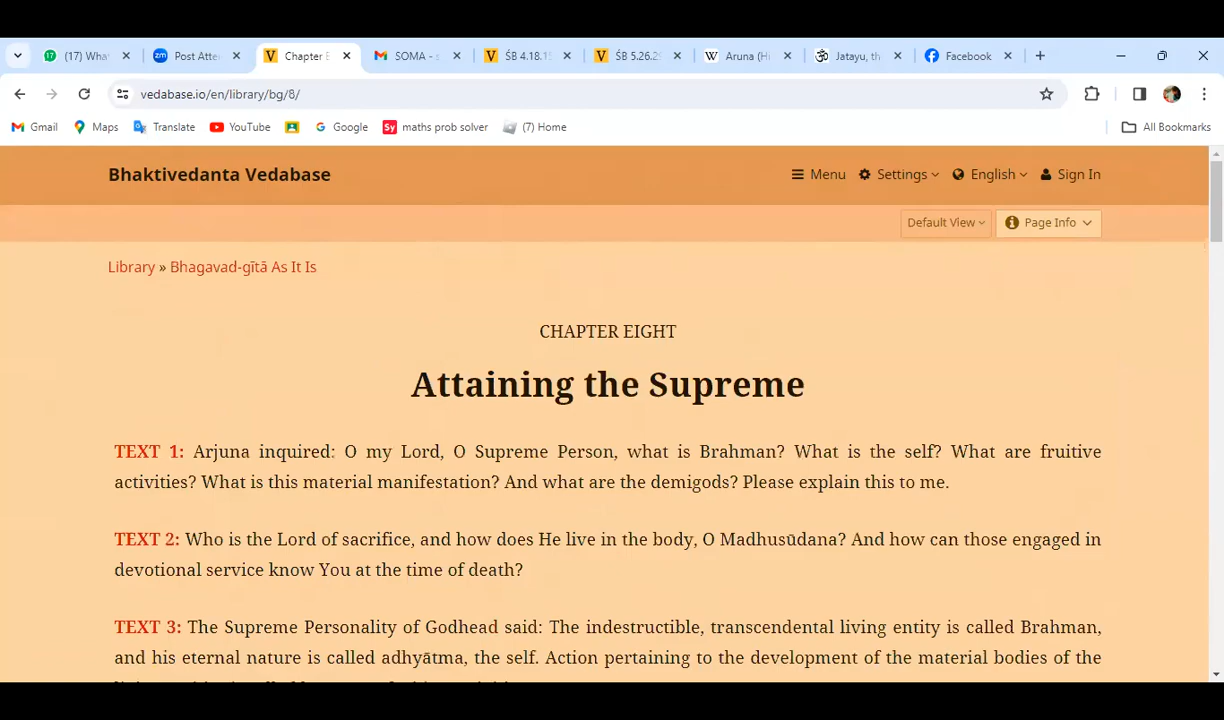 (17) What
Post Atte
Chapter E
SOMA - s
ŚB 4.18.15
ŚB 5.26.2
Aruna (Hi
Jatayu, th
Facebook
vedabase.io/en/library/bg/8/
Gmail Maps Translate YouTube Google Sy maths prob solver (7) Home All Bookmarks
Bhaktivedanta Vedabase Menu Settings English Sign In
Default View Page Info
Library » Bhagavad-gītā As It Is
CHAPTER EIGHT
Attaining the Supreme
TEXT 1: Arjuna inquired: O my Lord, O Supreme Person, what is Brahman? What is the self? What are fruitive
activities? What is this material manifestation? And what are the demigods? Please explain this to me.
TEXT 2: Who is the Lord of sacrifice, and how does He live in the body, O Madhusūdana? And how can those engaged in
devotional service know You at the time of death?
TEXT 3: The Supreme Personality of Godhead said: The indestructible, transcendental living entity is called Brahman,
and his eternal nature is called adhyātma, the self. Action pertaining to the development of the material bodies of the